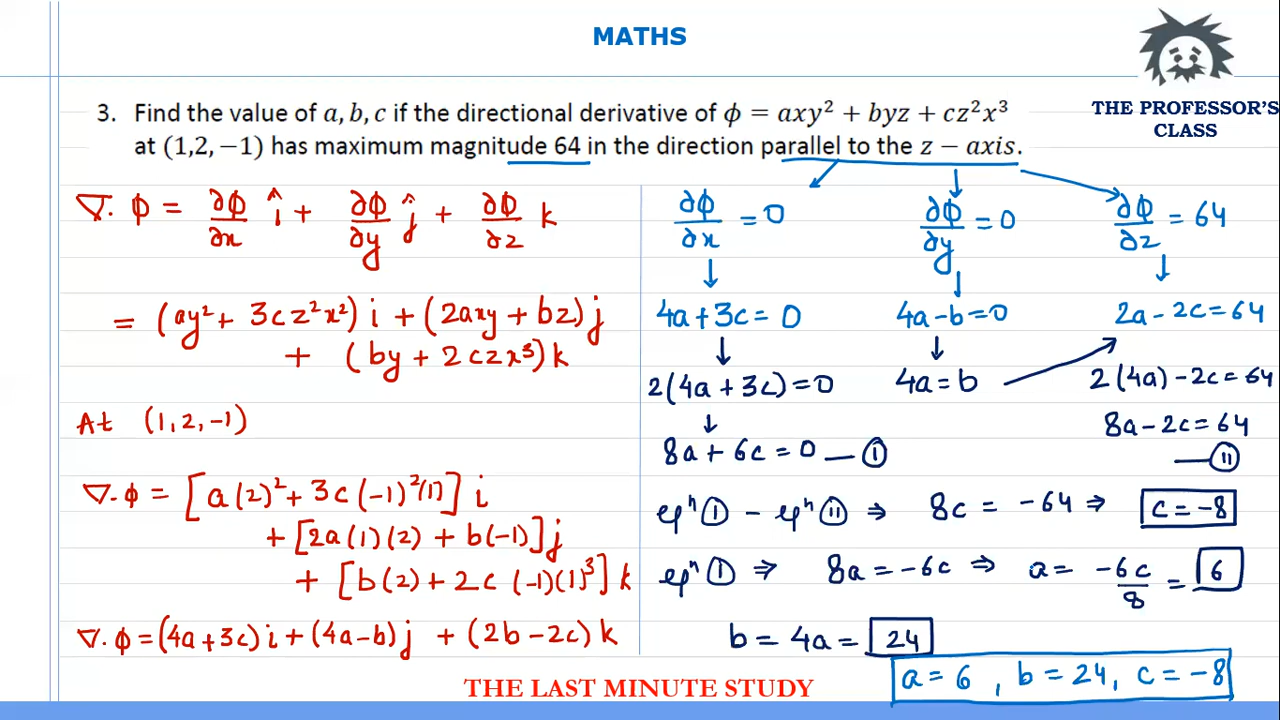 MATHS
THE PROFESSOR'S
CLASS
3. Find the value of a, b, c if the directional derivative of ϕ = axy² + byz + cz²x³
at (1,2, −1) has maximum magnitude 64 in the direction parallel to the z − axis.
∇. ϕ = ∂ϕ/∂x î + ∂ϕ/∂y ĵ + ∂ϕ/∂z k
= (ay² + 3cz²x²) i + (2axy + bz) j
+ (by + 2czx³) k
At (1, 2, -1)
∇. ϕ = [a(2)² + 3c(-1)²(1)] i
+ [2a(1)(2) + b(-1)] j
+ [b(2) + 2c(-1)(1)³] k
∇. ϕ = (4a+3c) i + (4a-b) j + (2b-2c) k
∂ϕ/∂x = 0 ∂ϕ/∂y = 0 ∂ϕ/∂z = 64
↓ ↓ ↓
4a+3c = 0 4a-b=0 2a-2c=64
↓ ↓
2(4a+3c)=0 4a=b 2(4a)-2c=64
↓
8a-2c=64
8a+6c=0 — (I) — (II)
eqⁿ (I) - eqⁿ (II) ⇒ 8c = -64 ⇒ c=-8
eqⁿ (I) ⇒ 8a = -6c ⇒ a= -6c/8 = 6
b = 4a = 24
a=6, b=24, c=-8
THE LAST MINUTE STUDY